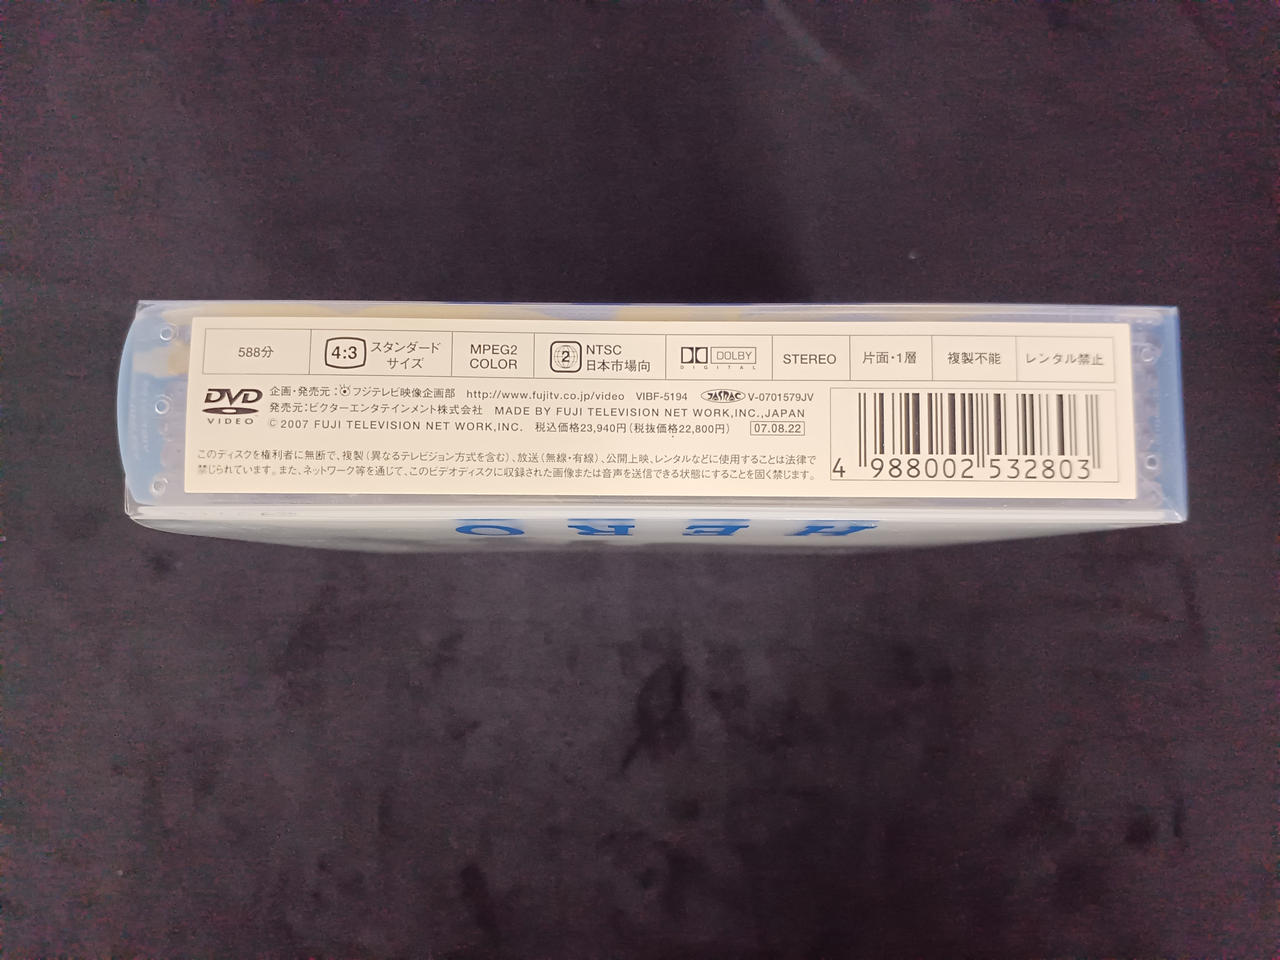 588分
4:3 スタンダード
サイズ
MPEG2
COLOR
2 NTSC
日本市場向
DOLBY
DIGITAL
STEREO
片面・1層
複製不能
レンタル禁止
DVD
VIDEO
企画・発売元：フジテレビ映像企画部 http://www.fujitv.co.jp/video VIBF-5194 JASRAC V-0701579JV
発売元：ビクターエンタテインメント株式会社 MADE BY FUJI TELEVISION NET WORK,INC.,JAPAN
©2007 FUJI TELEVISION NET WORK,INC. 税込価格23,940円（税抜価格22,800円） 07.08.22
このディスクを権利者に無断で、複製（異なるテレビジョン方式を含む）、放送（無線・有線）、公開上映、レンタルなどに使用することは法律で
禁じられています。また、ネットワーク等を通じて、このビデオディスクに収録された画像または音声を送信できる状態にすることを固く禁じます。
4 988002 532803
HERO